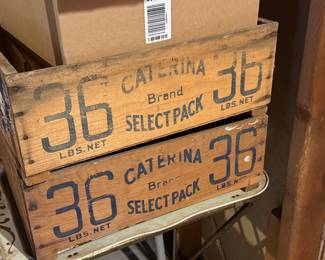 36 CATERINA 36
Brand
SELECT PACK
LBS. NET LBS. NET
36 CATERINA 36
Brand
SELECT PACK
LBS. NET LBS. NET